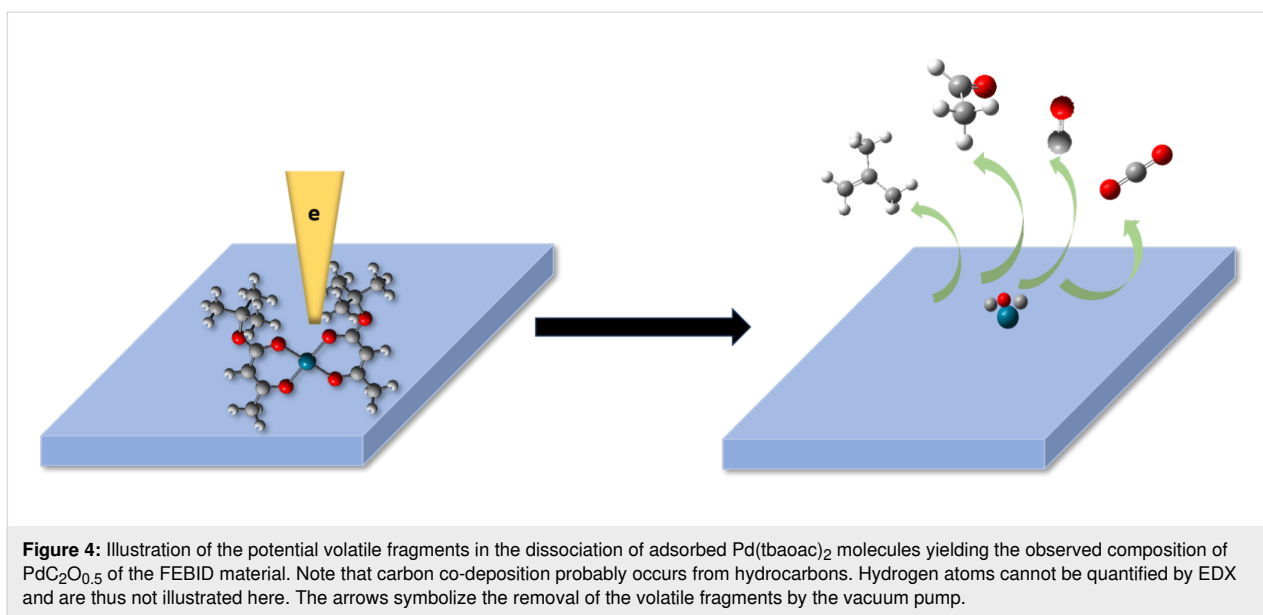 e
Figure 4: Illustration of the potential volatile fragments in the dissociation of adsorbed Pd(tbaoac)₂ molecules yielding the observed composition of
PdC₂O₀.₅ of the FEBID material. Note that carbon co-deposition probably occurs from hydrocarbons. Hydrogen atoms cannot be quantified by EDX
and are thus not illustrated here. The arrows symbolize the removal of the volatile fragments by the vacuum pump.